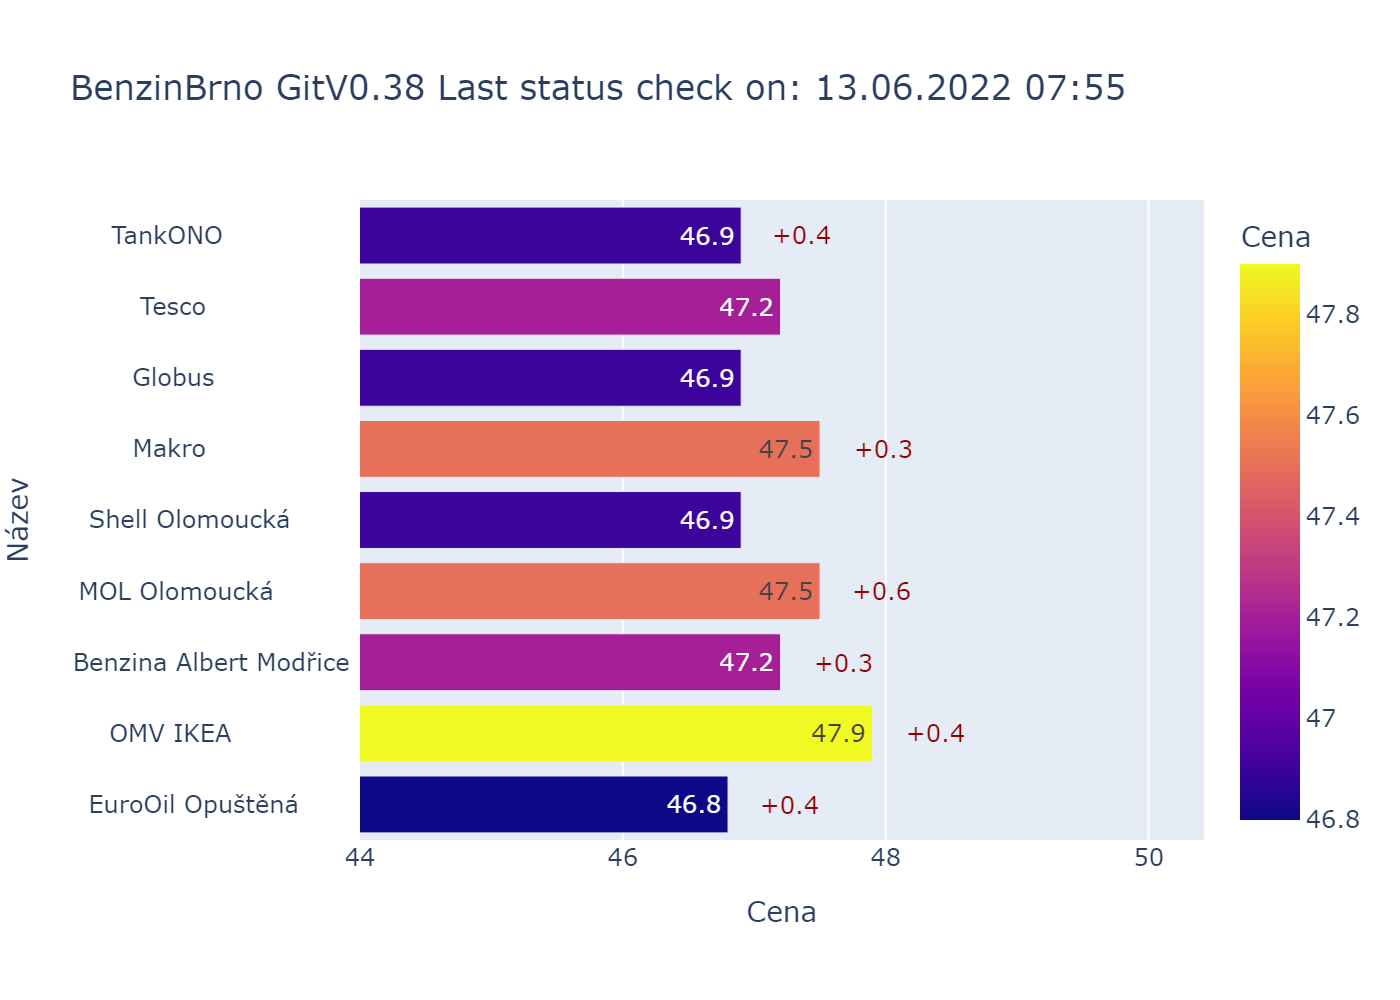 BenzinBrno GitV0.38 Last status check on: 13.06.2022 07:55
Název
TankONO 46.9 +0.4
Tesco 47.2
Globus 46.9
Makro 47.5 +0.3
Shell Olomoucká 46.9
MOL Olomoucká 47.5 +0.6
Benzina Albert Modřice 47.2 +0.3
OMV IKEA 47.9 +0.4
EuroOil Opuštěná 46.8 +0.4
44 46 48 50
Cena
Cena
47.8
47.6
47.4
47.2
47
46.8